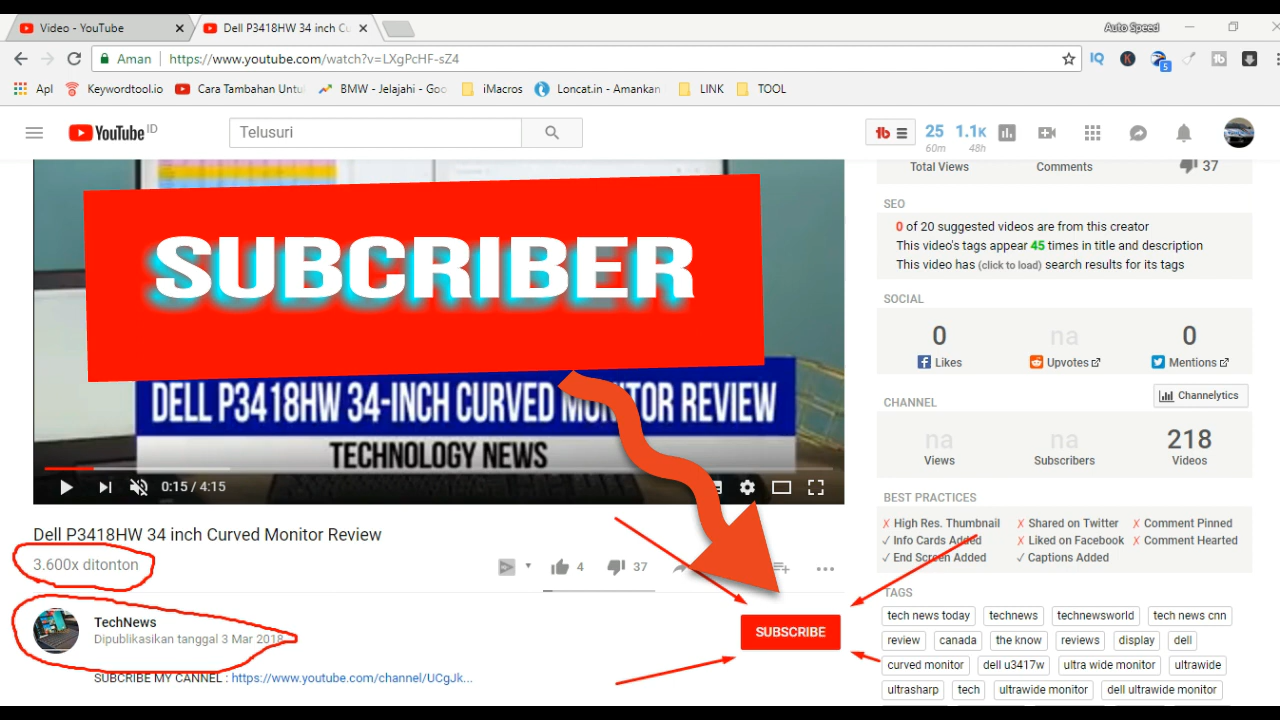 Video - YouTube
Dell P3418HW 34 inch Cu
Auto Speed
Aman
https://www.youtube.com/watch?v=LXgPcHF-sZ4
IQ
K
5
tb
Apl
Keywordtool.io
Cara Tambahan Untu
BMW - Jelajahi - Goo
iMacros
Loncat.in - Amankan
LINK
TOOL
YouTube ID
Telusuri
tb
25
60m
1.1K
48h
SUBCRIBER
DELL P3418HW 34-INCH CURVED MONITOR REVIEW
TECHNOLOGY NEWS
0:15 / 4:15
Dell P3418HW 34 inch Curved Monitor Review
3.600x ditonton
4
37
TechNews
Dipublikasikan tanggal 3 Mar 2018
SUBSCRIBE
SUBCRIBE MY CANNEL : https://www.youtube.com/channel/UCgJk...
Total Views
Comments
37
SEO
0 of 20 suggested videos are from this creator
This video's tags appear 45 times in title and description
This video has (click to load) search results for its tags
SOCIAL
0
na
0
Likes
Upvotes
Mentions
CHANNEL
Channelytics
na
na
218
Views
Subscribers
Videos
BEST PRACTICES
✗ High Res. Thumbnail
✗ Shared on Twitter
✗ Comment Pinned
✓ Info Cards Added
✗ Liked on Facebook
✗ Comment Hearted
✓ End Screen Added
✓ Captions Added
TAGS
tech news today
technews
technewsworld
tech news cnn
review
canada
the know
reviews
display
dell
curved monitor
dell u3417w
ultra wide monitor
ultrawide
ultrasharp
tech
ultrawide monitor
dell ultrawide monitor